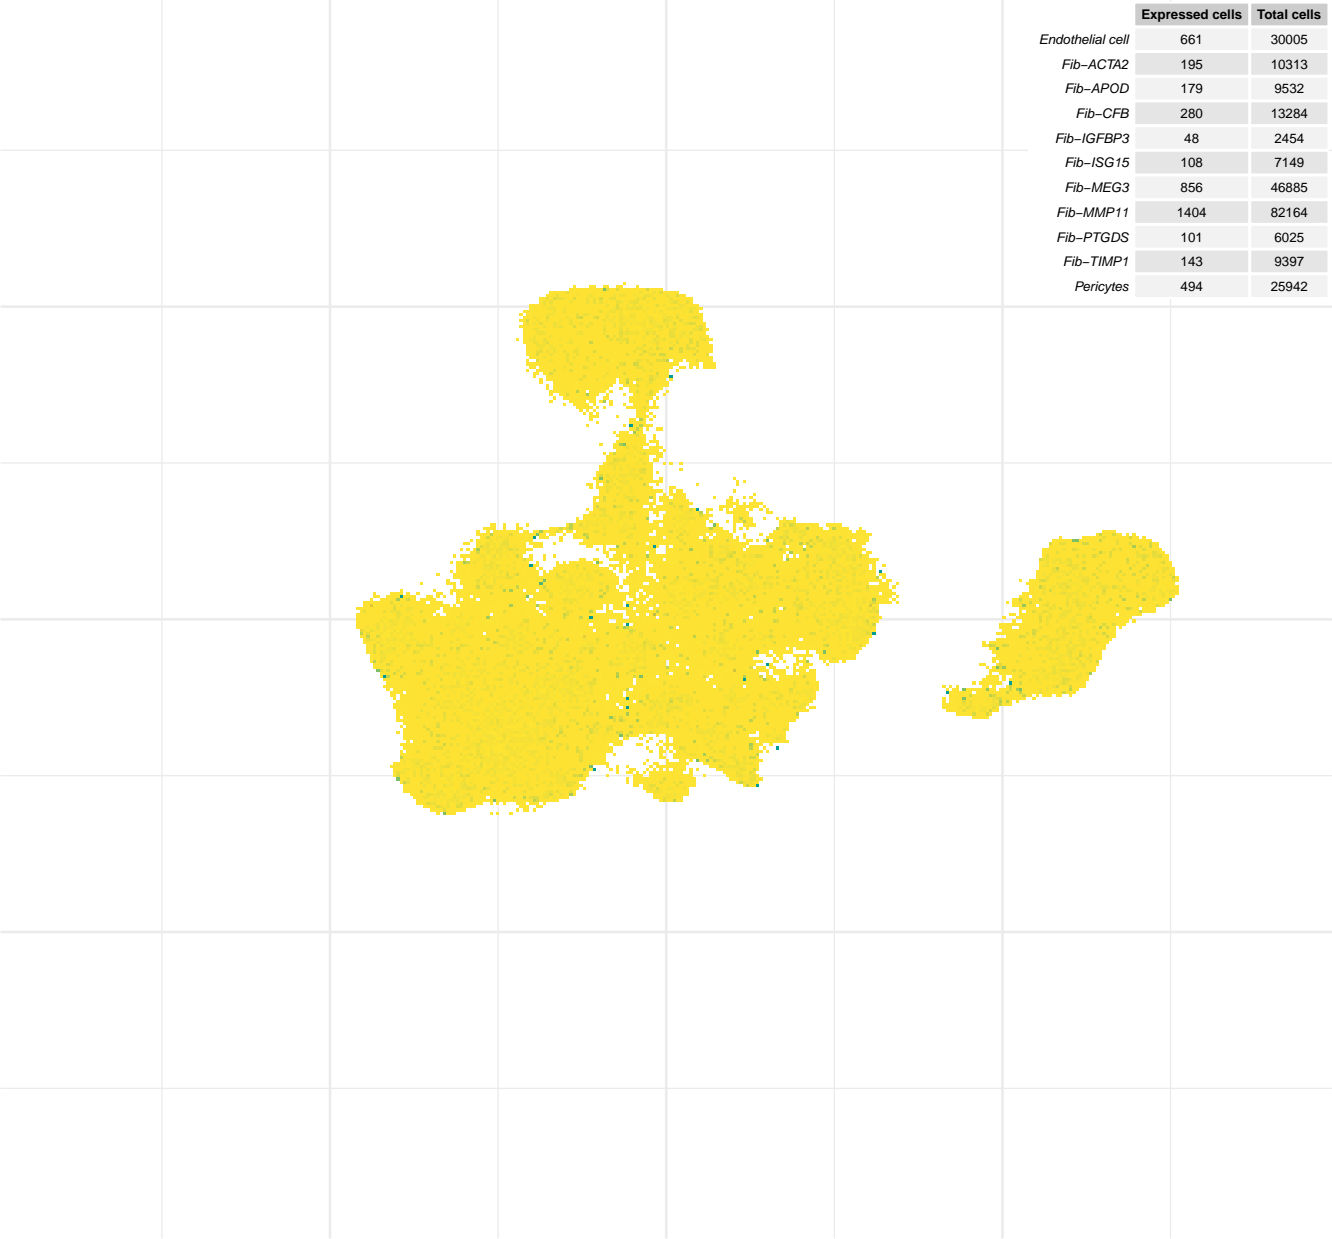 Expressed cells Total cells
Endothelial cell 661 30005
Fib−ACTA2 195 10313
Fib−APOD 179 9532
Fib−CFB 280 13284
Fib−IGFBP3 48 2454
Fib−ISG15 108 7149
Fib−MEG3 856 46885
Fib−MMP11 1404 82164
Fib−PTGDS 101 6025
Fib−TIMP1 143 9397
Pericytes 494 25942